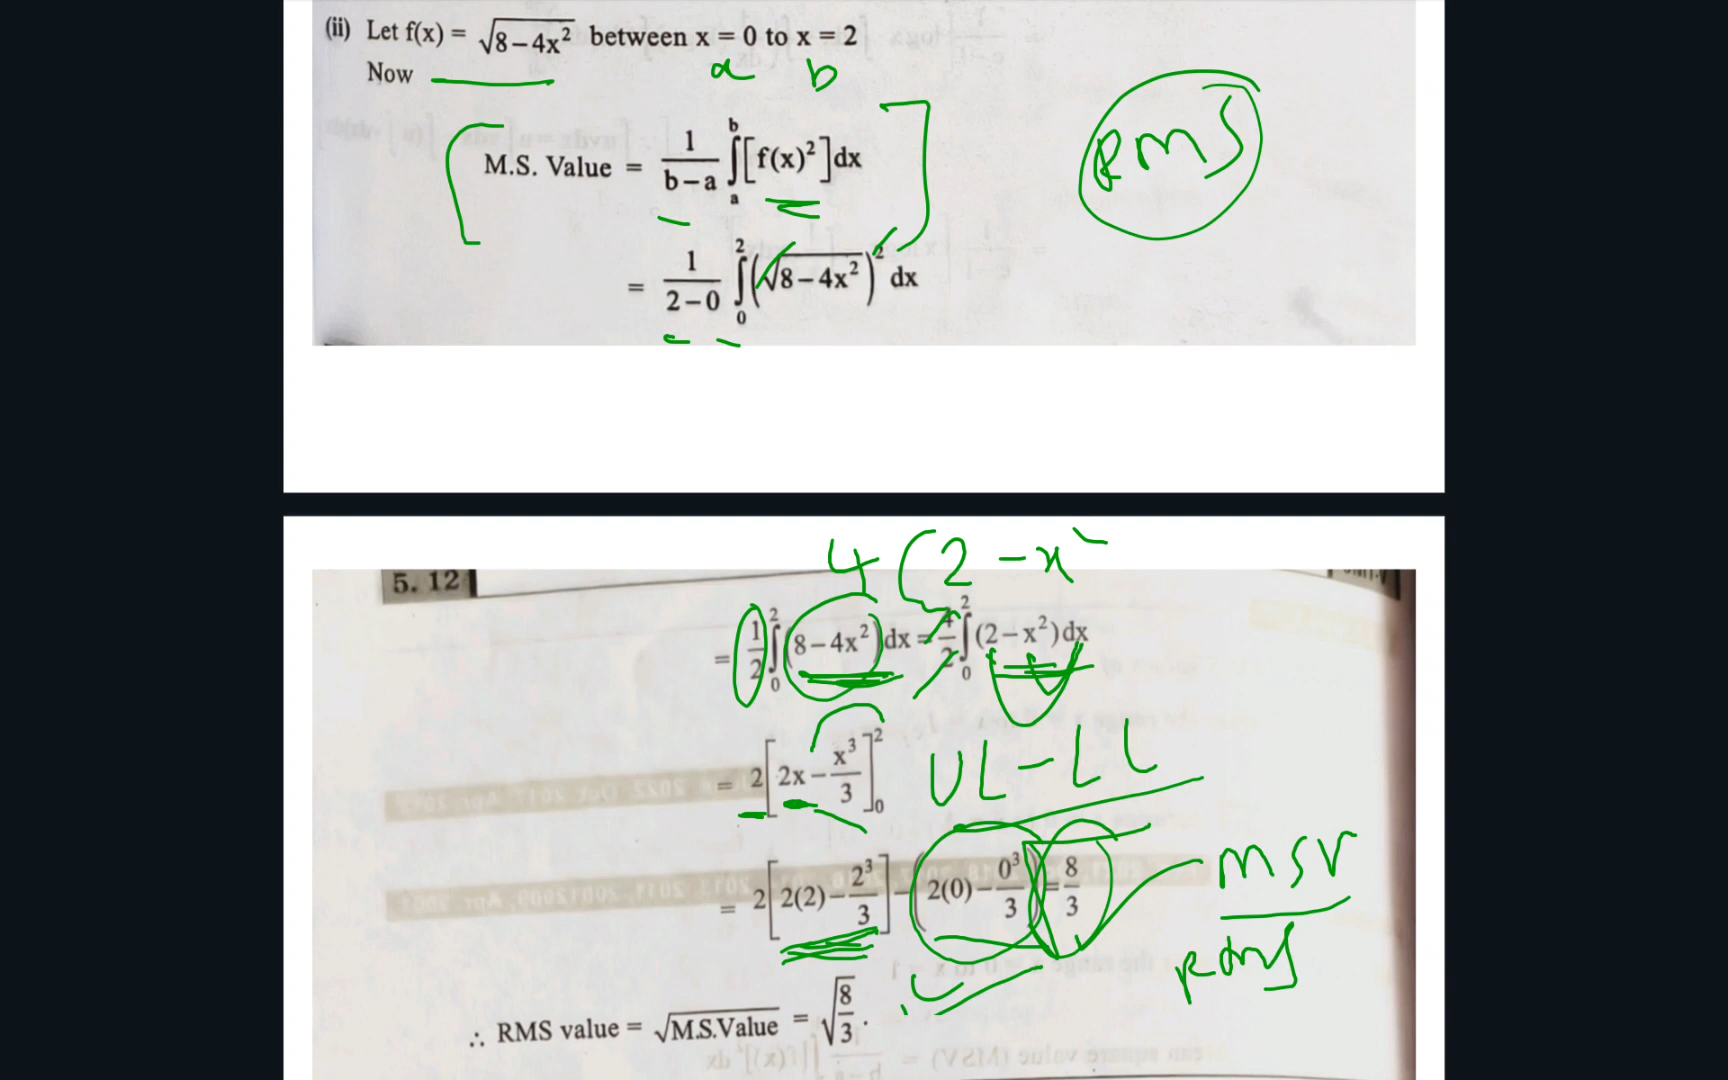 (ii) Let f(x) = √8 – 4x² between x = 0 to x = 2
Now
a b
M.S. Value = 1/(b – a) ∫ₐᵇ [f(x)²] dx
RMS
= 1/(2 – 0) ∫₀² (√8 – 4x²)² dx
4(2 – x²
5. 12
= 1/2 ∫₀² (8 – 4x²) dx = 4/2 ∫₀² (2 – x²) dx
= 2[2x – x³/3]₀²
UL – LL
= 2[2(2) – 2³/3] – (2(0) – 0³/3) = 8/3
MSV
∴ RMS value = √M.S.Value = √8/3 .